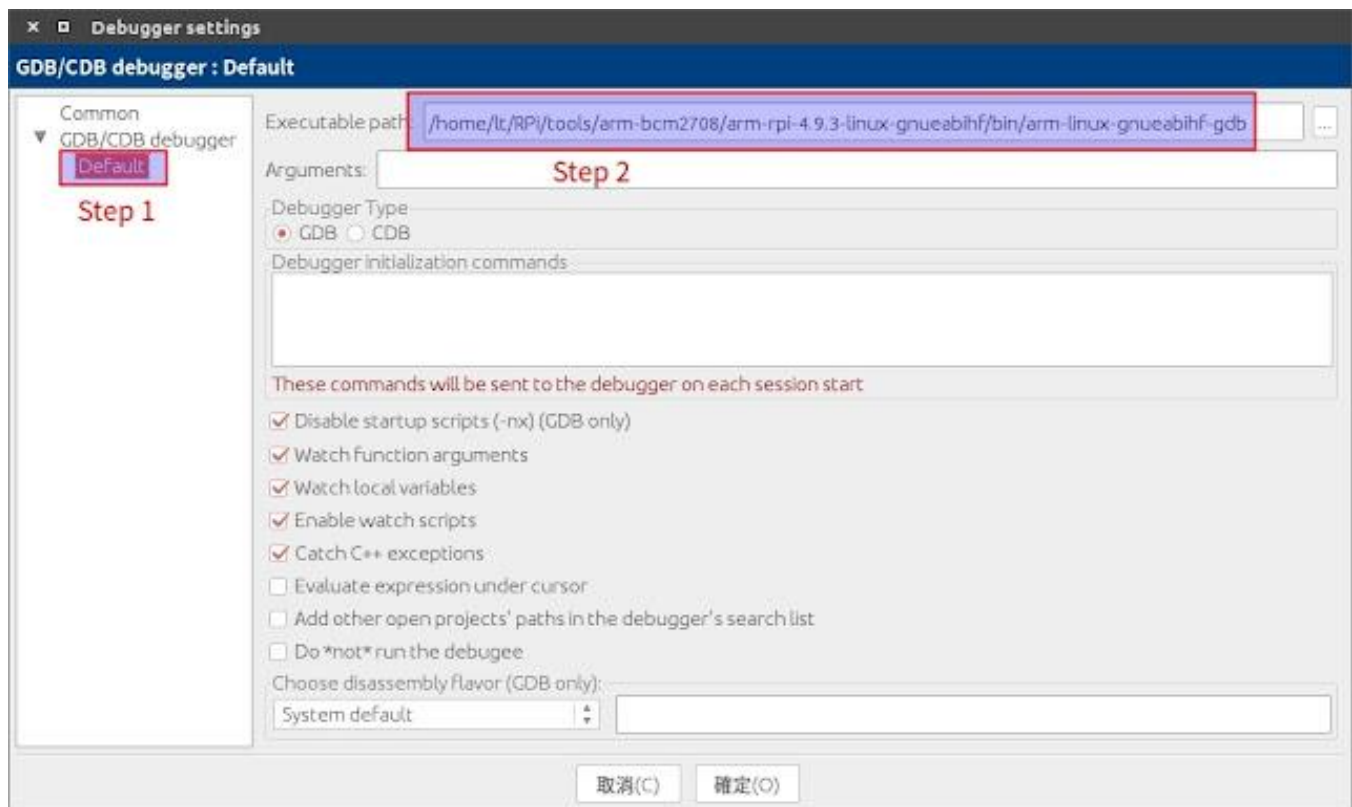 Debugger settings
GDB/CDB debugger : Default
Common
GDB/CDB debugger
Default
Step 1
Executable path: /home/lt/RPi/tools/arm-bcm2708/arm-rpi-4.9.3-linux-gnueabihf/bin/arm-linux-gnueabihf-gdb ...
Arguments:
Step 2
Debugger Type
GDB CDB
Debugger initialization commands
These commands will be sent to the debugger on each session start
Disable startup scripts (-nx) (GDB only)
Watch function arguments
Watch local variables
Enable watch scripts
Catch C++ exceptions
Evaluate expression under cursor
Add other open projects' paths in the debugger's search list
Do *not* run the debugee
Choose disassembly flavor (GDB only):
System default
取消(C) 確定(O)